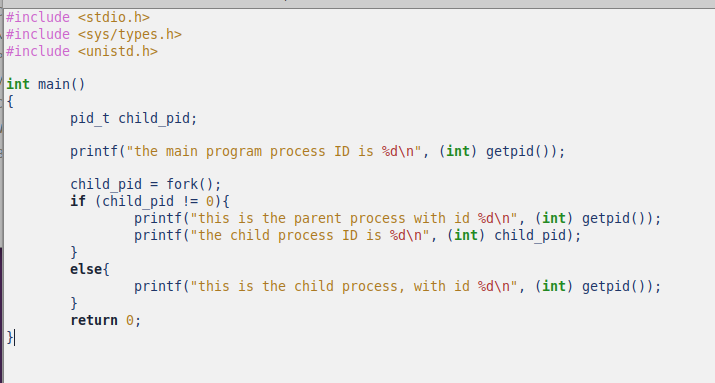 #include <stdio.h>
#include <sys/types.h>
#include <unistd.h>

int main()
{
        pid_t child_pid;

        printf("the main program process ID is %d\n", (int) getpid());

        child_pid = fork();
        if (child_pid != 0){
                printf("this is the parent process with id %d\n", (int) getpid());
                printf("the child process ID is %d\n", (int) child_pid);
        }
        else{
                printf("this is the child process, with id %d\n", (int) getpid());
        }
        return 0;
}